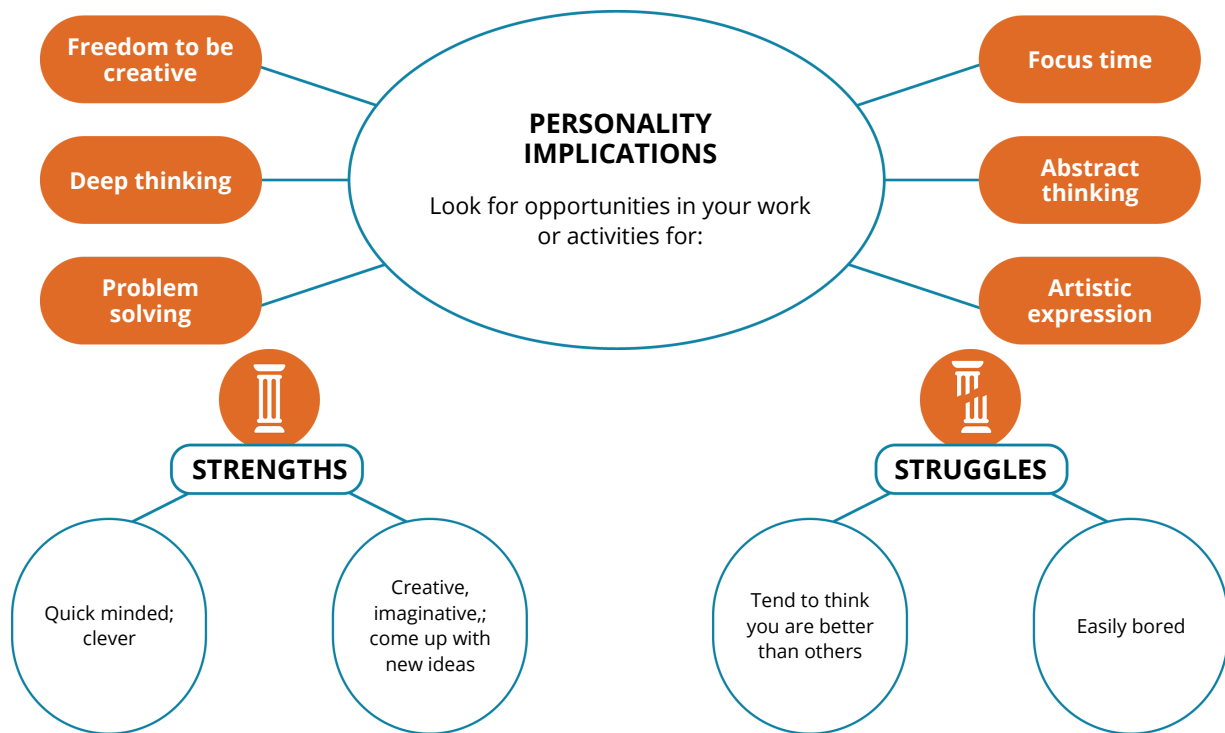 Freedom to be
creative
Deep thinking
Problem
solving
PERSONALITY
IMPLICATIONS
Look for opportunities in your work
or activities for:
Focus time
Abstract
thinking
Artistic
expression
STRENGTHS
Quick minded;
clever
Creative,
imaginative,;
come up with
new ideas
STRUGGLES
Tend to think
you are better
than others
Easily bored